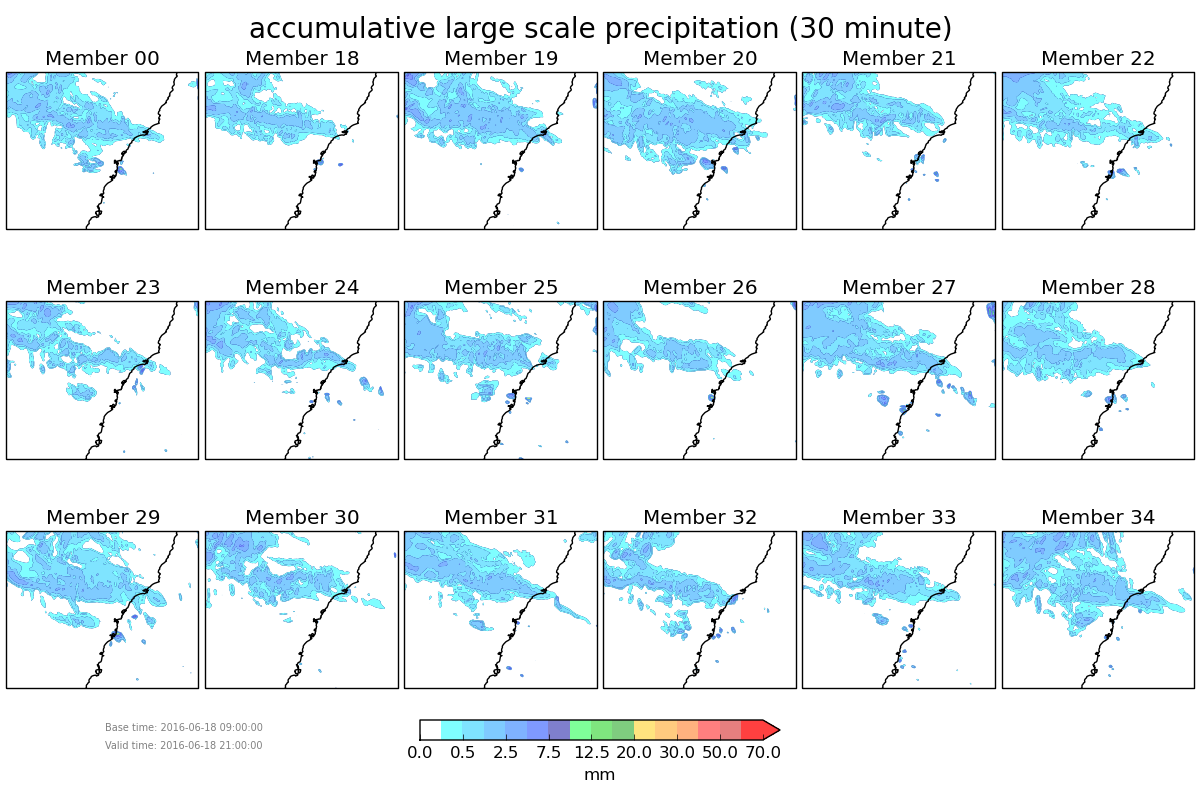 accumulative large scale precipitation (30 minute)
Member 00 Member 18 Member 19 Member 20 Member 21 Member 22
Member 23 Member 24 Member 25 Member 26 Member 27 Member 28
Member 29 Member 30 Member 31 Member 32 Member 33 Member 34
Base time: 2016-06-18 09:00:00
Valid time: 2016-06-18 21:00:00
0.0 0.5 2.5 7.5 12.5 20.0 30.0 50.0 70.0
mm